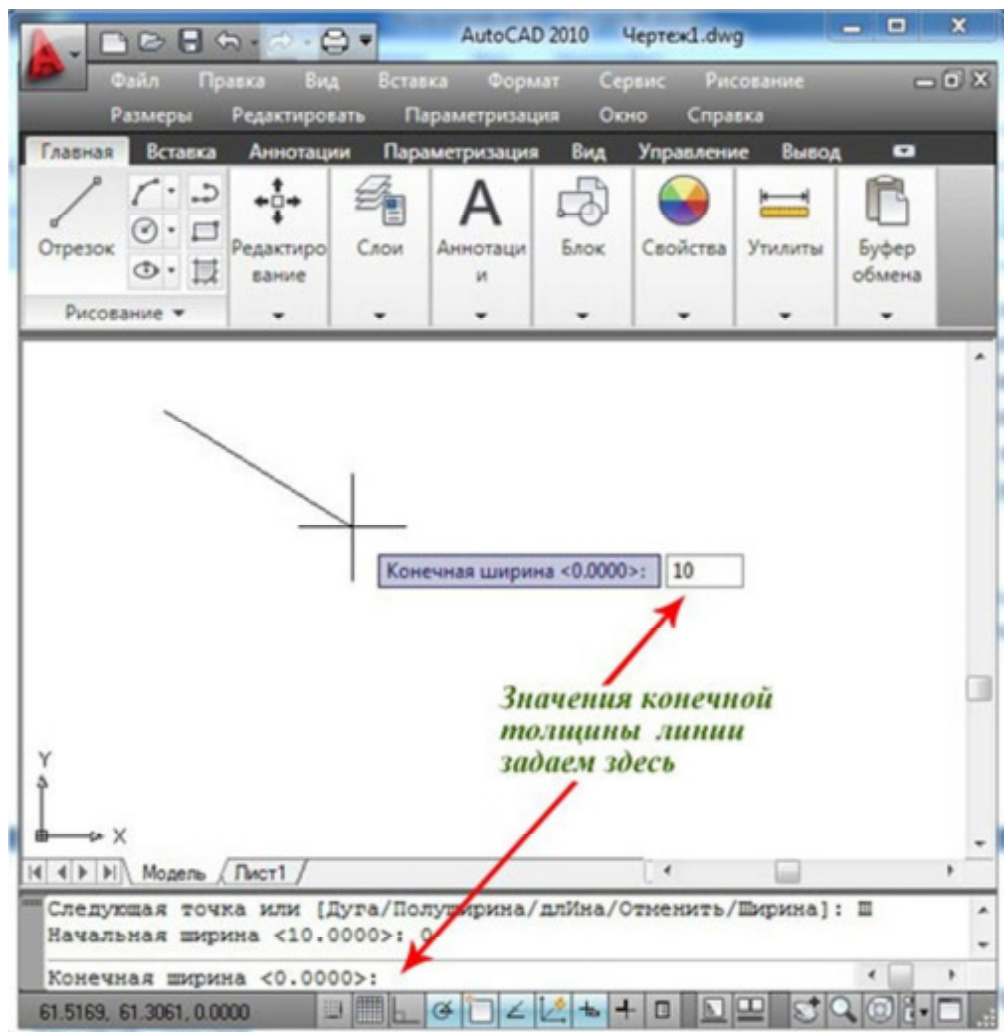 AutoCAD 2010 Чертеж1.dwg
Файл Правка Вид Вставка Формат Сервис Рисование
Размеры Редактировать Параметризация Окно Справка
Главная Вставка Аннотации Параметризация Вид Управление Вывод
Отрезок
Редактиро
вание
Слои
Аннотаци
и
Блок
Свойства
Утилиты
Буфер
обмена
Рисование
Конечная ширина <0.0000>: 10
Значения конечной
толщины линии
задаем здесь
Y
X
Модель Лист1
Следующая точка или [Дуга/Полуширина/длИна/Отменить/Ширина]: Ш
Начальная ширина <10.0000>: 0
Конечная ширина <0.0000>:
61.5169, 61.3061, 0.0000